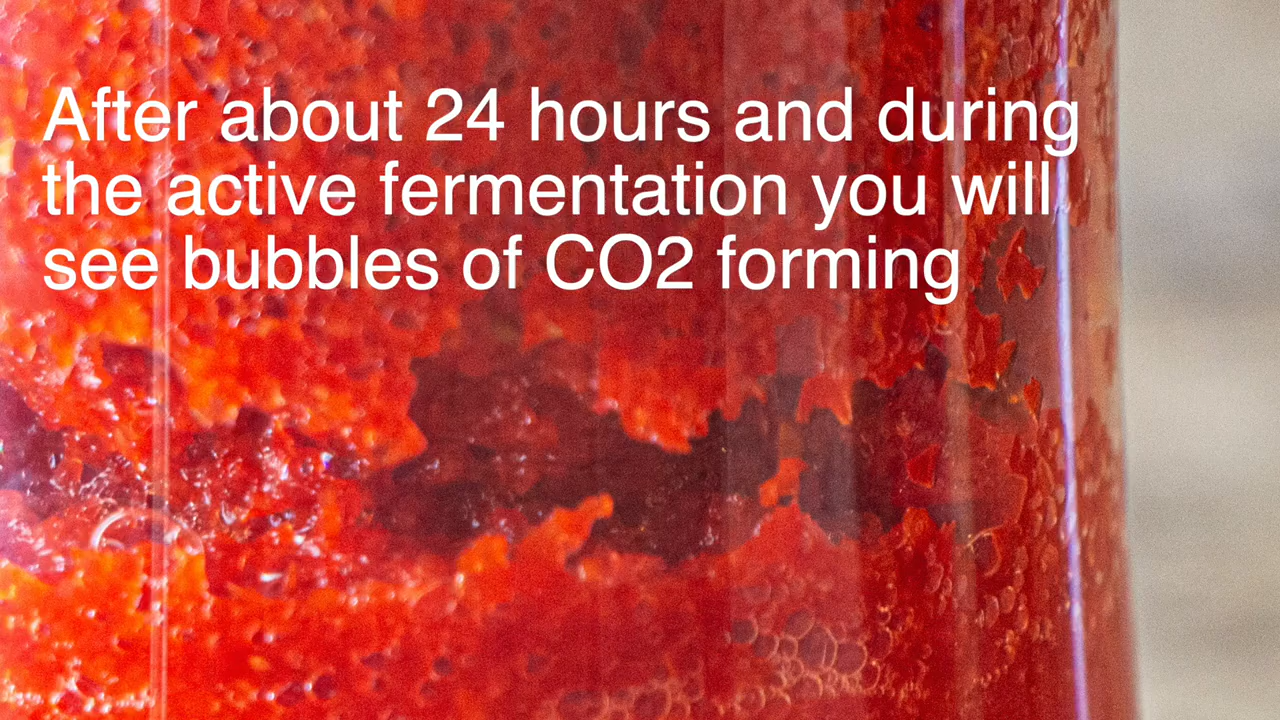 After about 24 hours and during
the active fermentation you will
see bubbles of CO2 forming